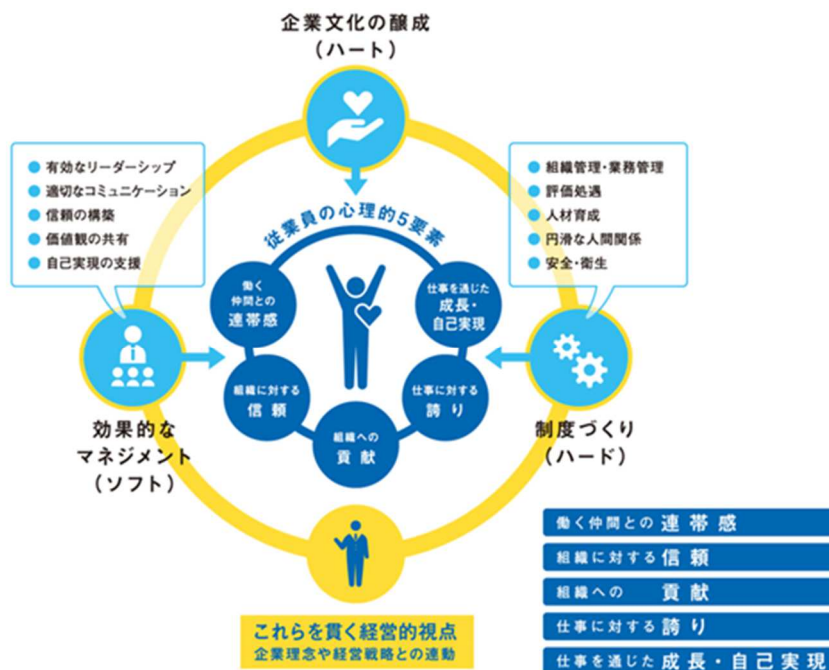 企業文化の醸成
（ハート）
有効なリーダーシップ
適切なコミュニケーション
信頼の構築
価値観の共有
自己実現の支援
組織管理・業務管理
評価処遇
人材育成
円滑な人間関係
安全・衛生
従業員の心理的5要素
働く
仲間との
連帯感
仕事を通じた
成長・
自己実現
組織に対する
信頼
仕事に対する
誇り
組織への
貢献
効果的な
マネジメント
（ソフト）
制度づくり
（ハード）
これらを貫く経営的視点
企業理念や経営戦略との連動
働く仲間との 連帯感
組織に対する 信頼
組織への 貢献
仕事に対する 誇り
仕事を通じた 成長・自己実現